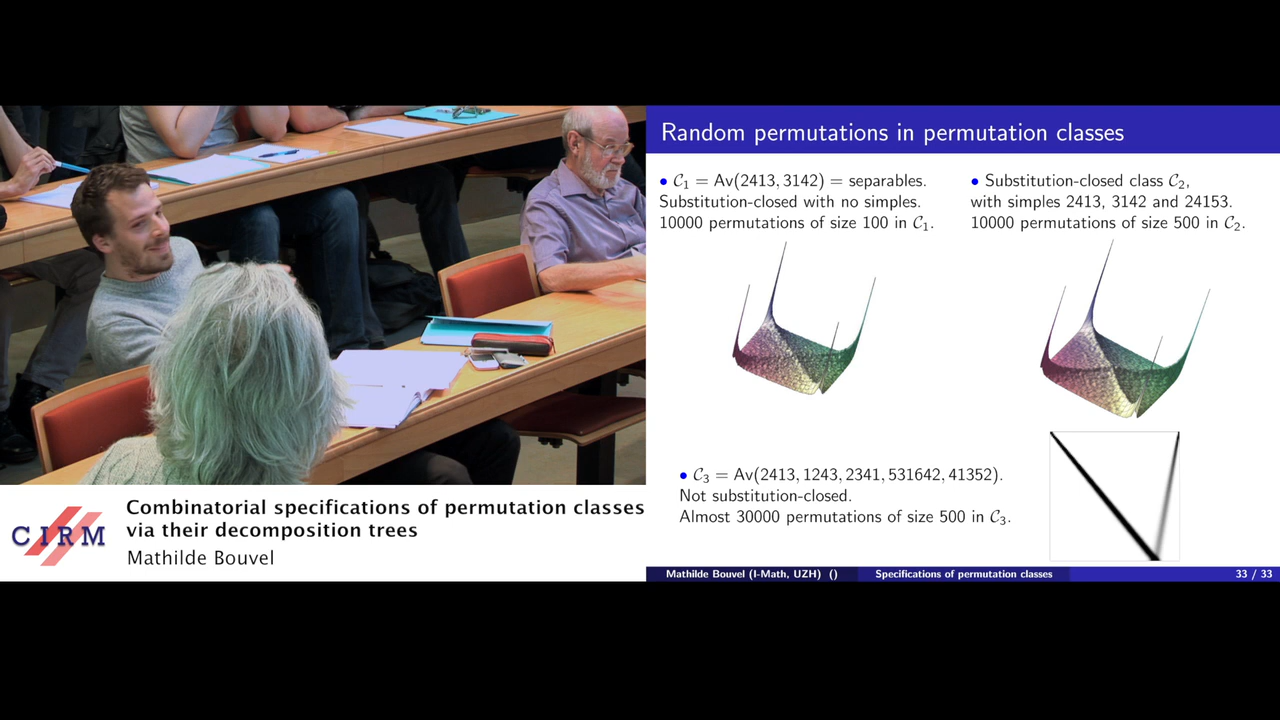 Random permutations in permutation classes
• C₁ = Av(2413, 3142) = separables.
Substitution-closed with no simples.
10000 permutations of size 100 in C₁.
• Substitution-closed class C₂,
with simples 2413, 3142 and 24153.
10000 permutations of size 500 in C₂.
• C₃ = Av(2413, 1243, 2341, 531642, 41352).
Not substitution-closed.
Almost 30000 permutations of size 500 in C₃.
Mathilde Bouvel (I-Math, UZH) () Specifications of permutation classes 33 / 33
CIRM
Combinatorial specifications of permutation classes
via their decomposition trees
Mathilde Bouvel